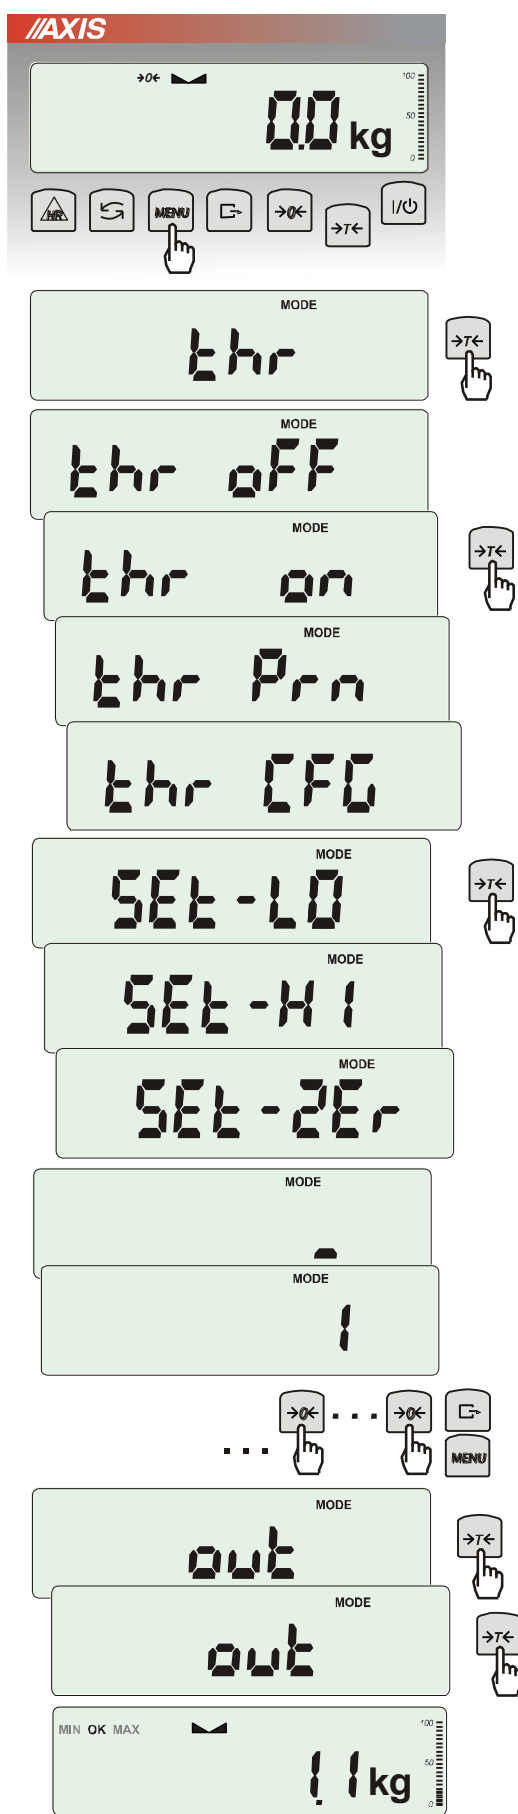 AXIS
→0←
100
50
0
0.0 kg
HR
MENU
→0←
→T←
I/
MODE
thr
→T←
MODE
thr oFF
MODE
thr on
→T←
MODE
thr Prn
thr CFG
MODE
SEt-LO
→T←
MODE
SEt-HI
MODE
SEt-2Er
MODE
-
MODE
1
→0← ... →0←
... MENU
MODE
out
→T←
MODE
out
→T←
MIN OK MAX
100
50
0
1.1 kg